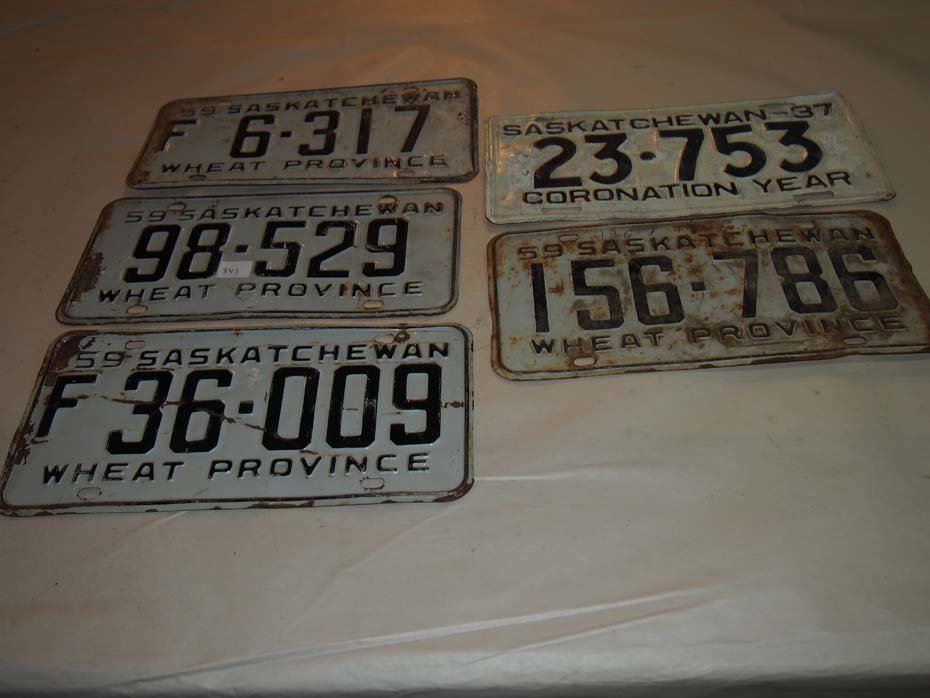 59 SASKATCHEWAN
F 6·317
WHEAT PROVINCE
59 SASKATCHEWAN
98·529
341
WHEAT PROVINCE
59 SASKATCHEWAN
F 36·009
WHEAT PROVINCE
SASKATCHEWAN-37
23·753
CORONATION YEAR
59 SASKATCHEWAN
156·786
WHEAT PROVINCE